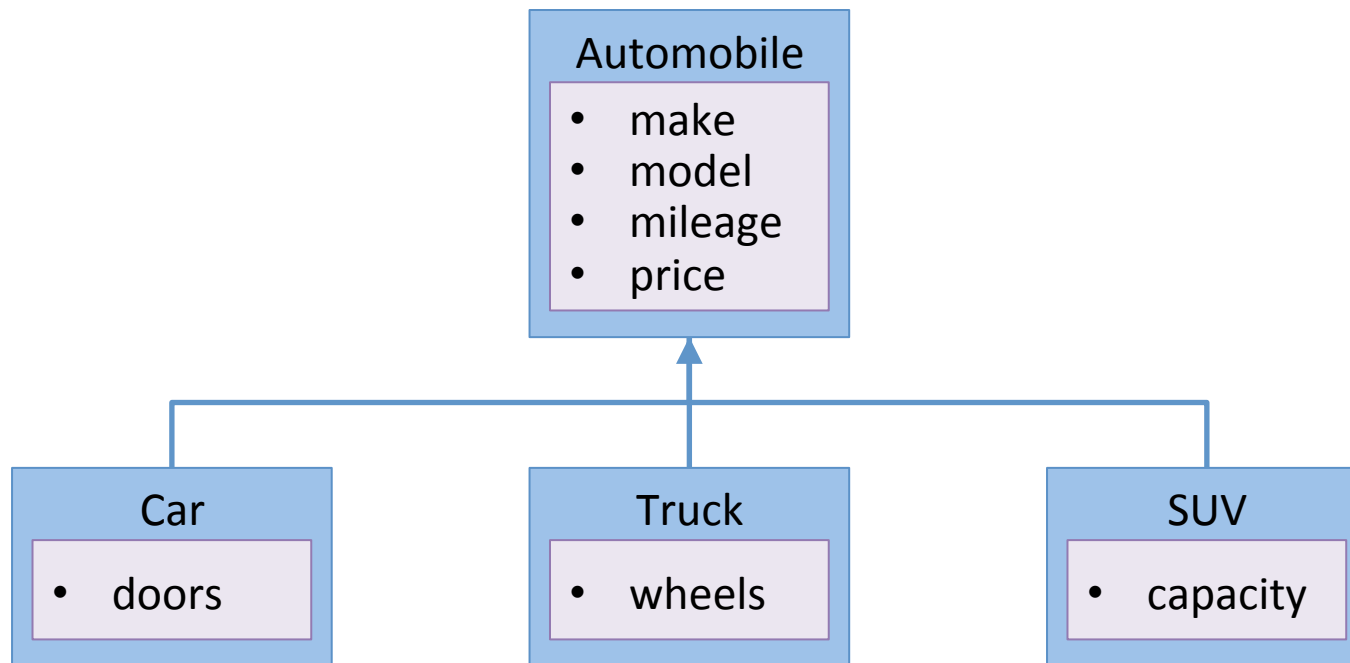 Automobile
• make
• model
• mileage
• price
Car
• doors
Truck
• wheels
SUV
• capacity